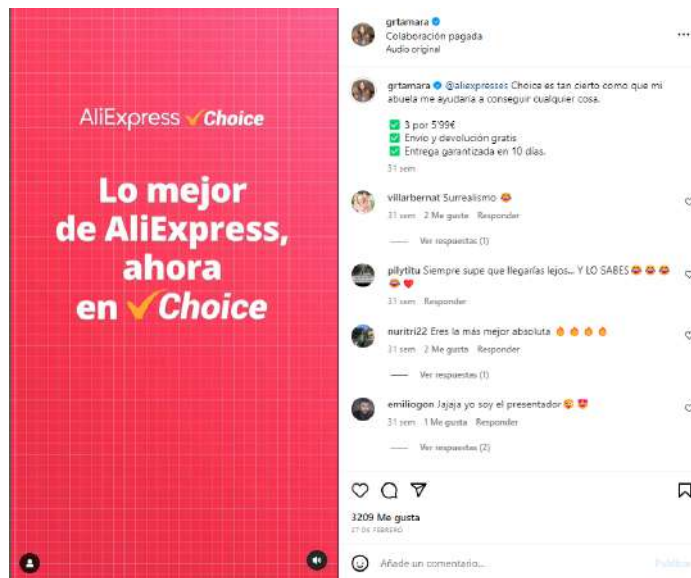 AliExpress Choice
Lo mejor
de AliExpress,
ahora
en Choice
grtamara
Colaboración pagada
Audio original
grtamara @aliexpresses Choice es tan cierto como que mi
abuela me ayudaría a conseguir cualquier cosa.
3 por 5'99€
Envío y devolución gratis
Entrega garantizada en 10 días.
31 sem
villarbernat Surrealismo 😂
31 sem 2 Me gusta Responder
Ver respuestas (1)
pilytitu Siempre supe que llegarías lejos... Y LO SABES 😂 😂 😂
😂 ❤️
31 sem Responder
nuritri22 Eres la más mejor absoluta 🔥 🔥 🔥 🔥
31 sem 2 Me gusta Responder
Ver respuestas (1)
emiliogon Jajaja yo soy el presentador 😜 😍
31 sem 1 Me gusta Responder
Ver respuestas (2)
3209 Me gusta
27 DE FEBRERO
Añade un comentario...
Publicar